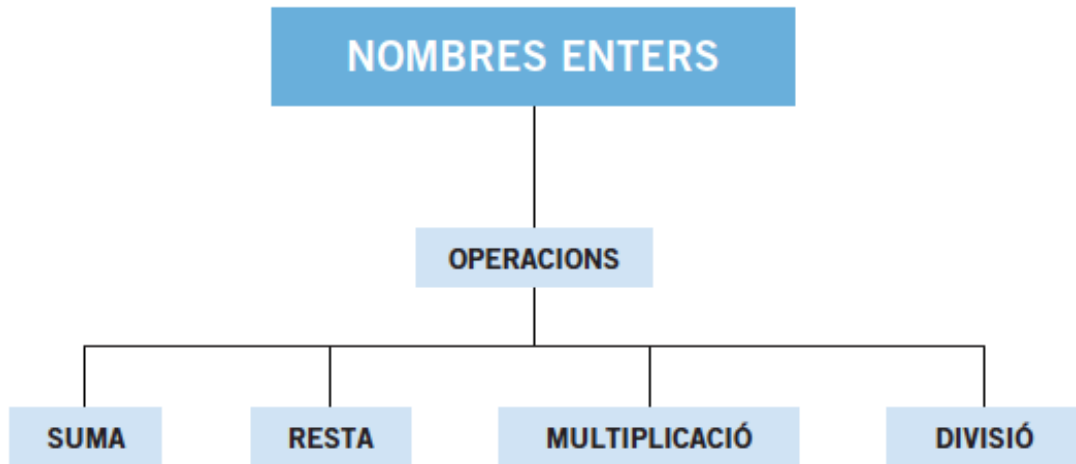 NOMBRES ENTERS
OPERACIONS
SUMA
RESTA
MULTIPLICACIÓ
DIVISIÓ